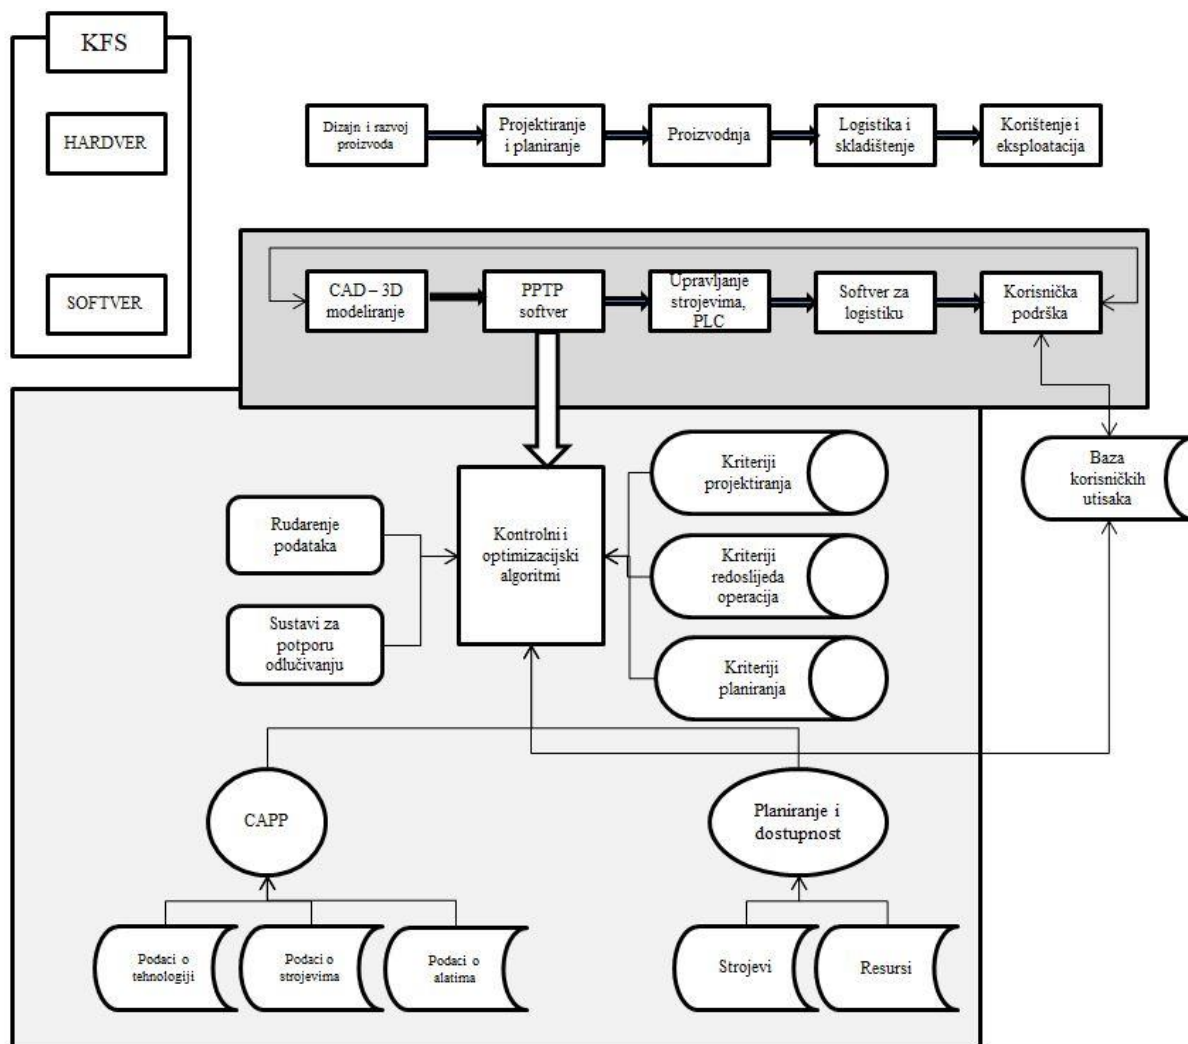 KFS
HARDVER
SOFTVER
Dizajn i razvoj
proizvoda
Projektiranje
i planiranje
Proizvodnja
Logistika i
skladištenje
Korištenje i
eksploatacija
CAD – 3D
modeliranje
PPTP
softver
Upravljanje
strojevima,
PLC
Softver za
logistiku
Korisnička
podrška
Baza
korisničkih
utisaka
Rudarenje
podataka
Sustavi za
potporu
odlučivanju
Kontrolni i
optimizacijski
algoritmi
Kriteriji
projektiranja
Kriteriji
redoslijeda
operacija
Kriteriji
planiranja
CAPP
Planiranje i
dostupnost
Podaci o
tehnologiji
Podaci o
strojevima
Podaci o
alatima
Strojevi
Resursi